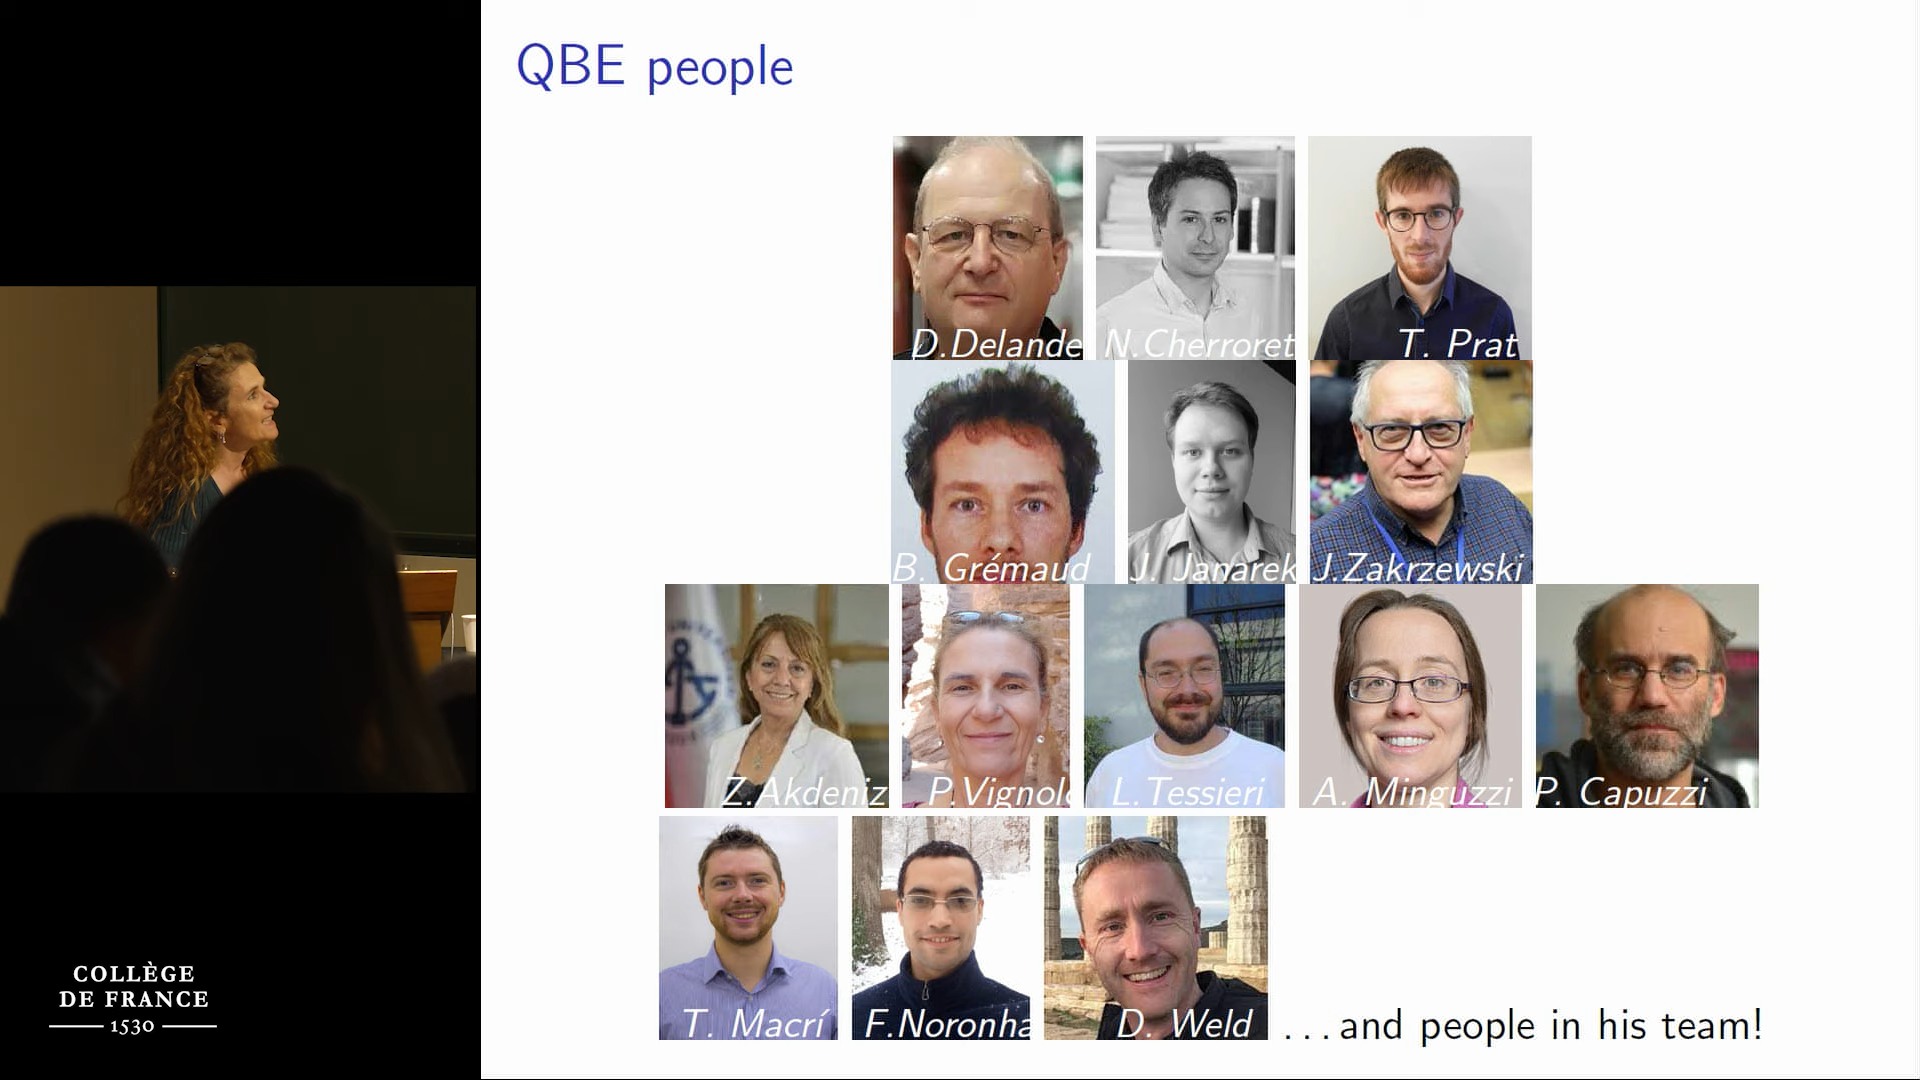 QBE people
D.Delande N.Cherroret T. Prat
B. Grémaud J. Janarek J.Zakrzewski
Z.Akdeniz P.Vignolo L.Tessieri A. Minguzzi P. Capuzzi
T. Macrí F.Noronha D. Weld ...and people in his team!
COLLÈGE
DE FRANCE
1530